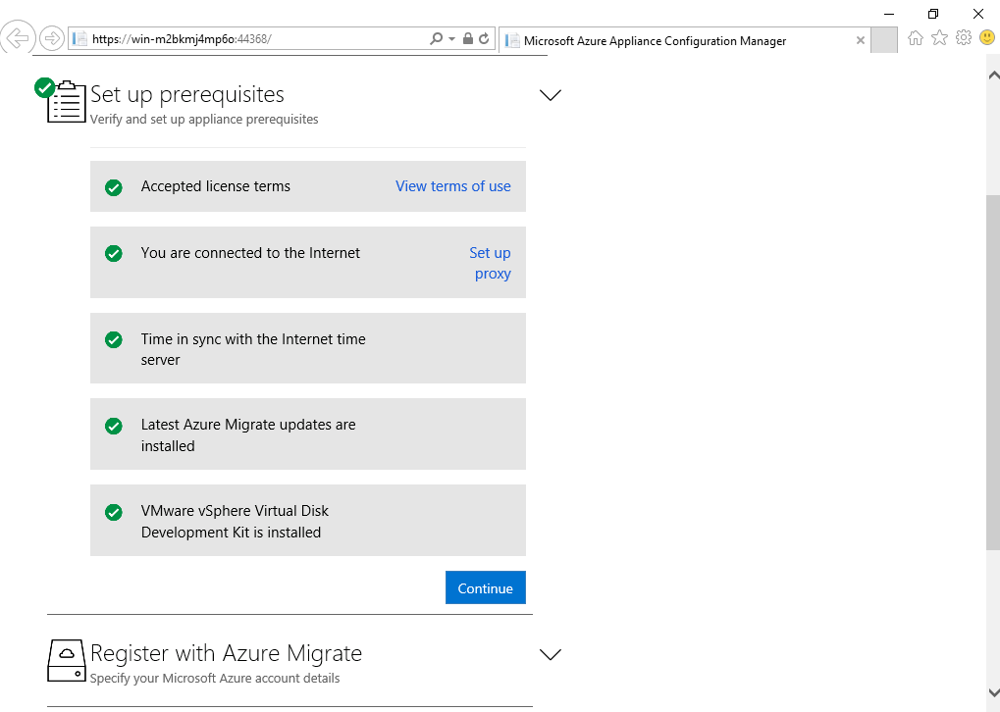 https://win-m2bkmj4mp6o:44368/
Microsoft Azure Appliance Configuration Manager
Set up prerequisites
Verify and set up appliance prerequisites
Accepted license terms
View terms of use
You are connected to the Internet
Set up
proxy
Time in sync with the Internet time
server
Latest Azure Migrate updates are
installed
VMware vSphere Virtual Disk
Development Kit is installed
Continue
Register with Azure Migrate
Specify your Microsoft Azure account details